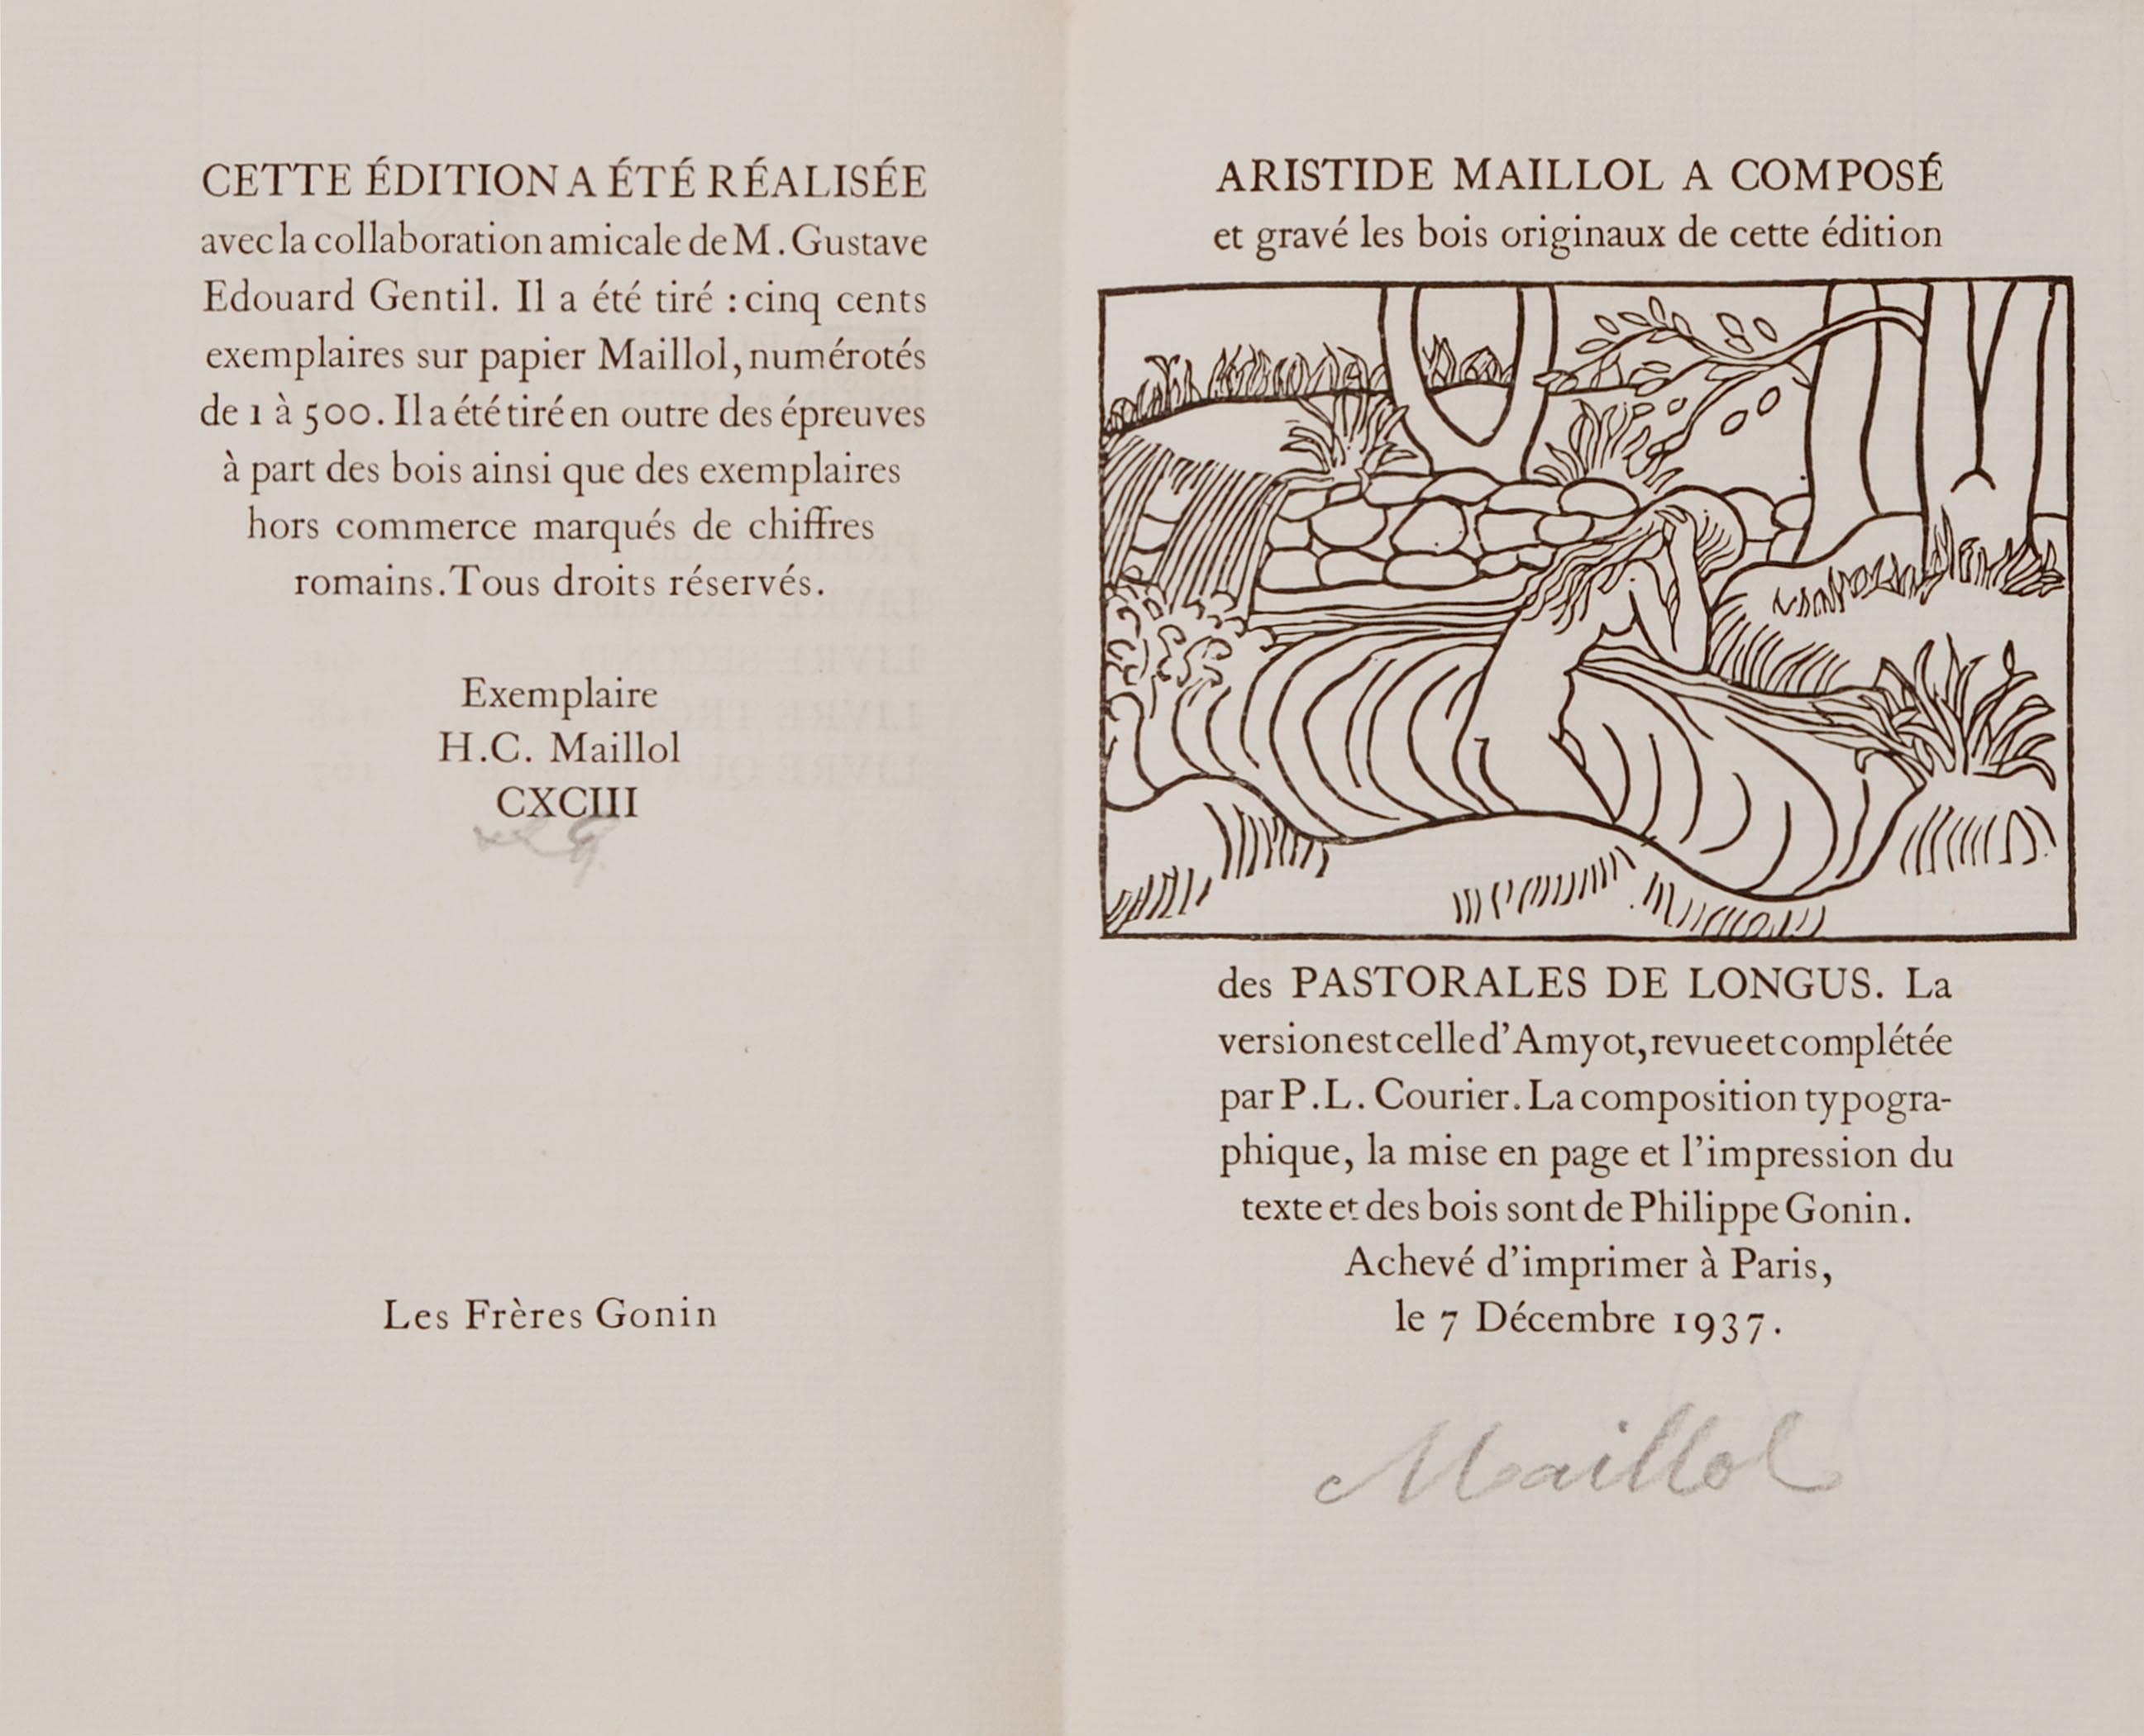 CETTE ÉDITION A ÉTÉ RÉALISÉE
avec la collaboration amicale de M. Gustave
Edouard Gentil. Il a été tiré : cinq cents
exemplaires sur papier Maillol, numérotés
de 1 à 500. Il a été tiré en outre des épreuves
à part des bois ainsi que des exemplaires
hors commerce marqués de chiffres
romains. Tous droits réservés.
Exemplaire
H.C. Maillol
CXCIII
Les Frères Gonin
ARISTIDE MAILLOL A COMPOSÉ
et gravé les bois originaux de cette édition
des PASTORALES DE LONGUS. La
version est celle d'Amyot, revue et complétée
par P.L. Courier. La composition typogra-
phique, la mise en page et l'impression du
texte et des bois sont de Philippe Gonin.
Achevé d'imprimer à Paris,
le 7 Décembre 1937.
Maillol